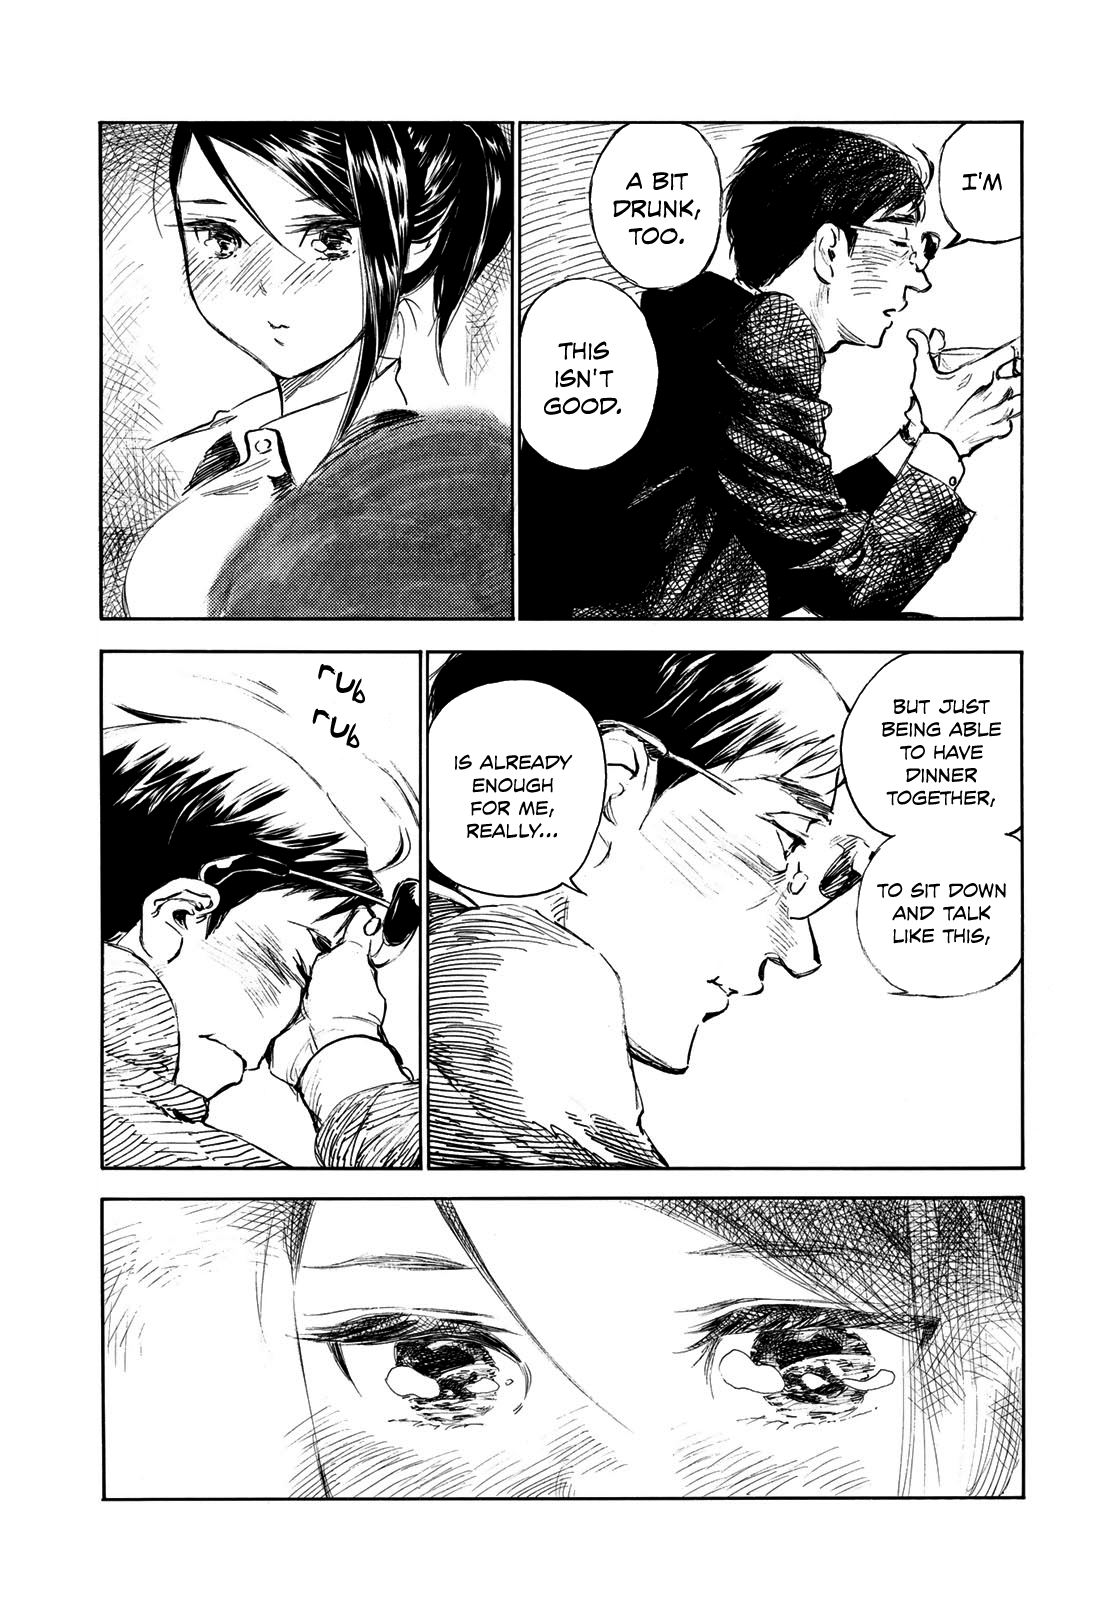 I'M
A BIT
DRUNK,
TOO.
THIS
ISN'T
GOOD.
BUT JUST
BEING ABLE
TO HAVE
DINNER
TOGETHER,
TO SIT DOWN
AND TALK
LIKE THIS,
IS ALREADY
ENOUGH
FOR ME,
REALLY...
rub
rub